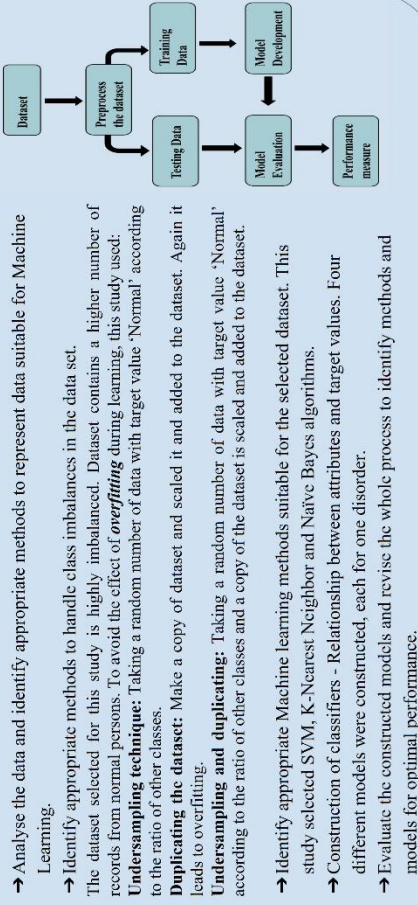 → Analyse the data and identify appropriate methods to represent data suitable for Machine
Learning.
→ Identify appropriate methods to handle class imbalances in the data set.
The dataset selected for this study is highly imbalanced. Dataset contains a higher number of
records from normal persons. To avoid the effect of overfitting during learning, this study used:
Undersampling technique: Taking a random number of data with target value ‘Normal’ according
to the ratio of other classes.
Duplicating the dataset: Make a copy of dataset and scaled it and added to the dataset. Again it
leads to overfitting.
Undersampling and duplicating: Taking a random number of data with target value ‘Normal’
according to the ratio of other classes and a copy of the dataset is scaled and added to the dataset.
→ Identify appropriate Machine learning methods suitable for the selected dataset. This
study selected SVM, K-Nearest Neighbor and Naïve Bayes algorithms.
→ Construction of classifiers - Relationship between attributes and target values. Four
different models were constructed, each for one disorder.
→ Evaluate the constructed models and revise the whole process to identify methods and
models for optimal performance.
Dataset
Preprocess
the dataset
Testing Data
Training
Data
Model
Evaluation
Model
Development
Performance
measure